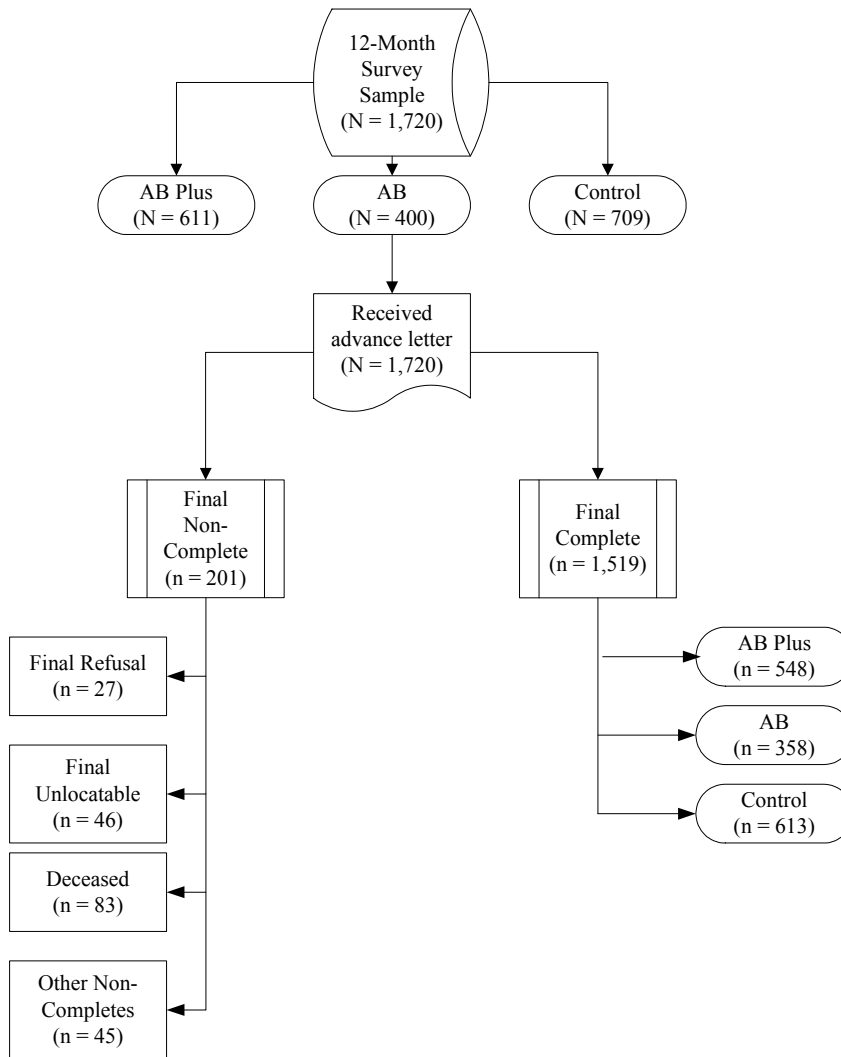 12-Month
Survey
Sample
(N = 1,720)
AB Plus
(N = 611)
AB
(N = 400)
Control
(N = 709)
Received
advance letter
(N = 1,720)
Final
Non-
Complete
(n = 201)
Final
Complete
(n = 1,519)
Final Refusal
(n = 27)
Final
Unlocatable
(n = 46)
Deceased
(n = 83)
Other Non-
Completes
(n = 45)
AB Plus
(n = 548)
AB
(n = 358)
Control
(n = 613)